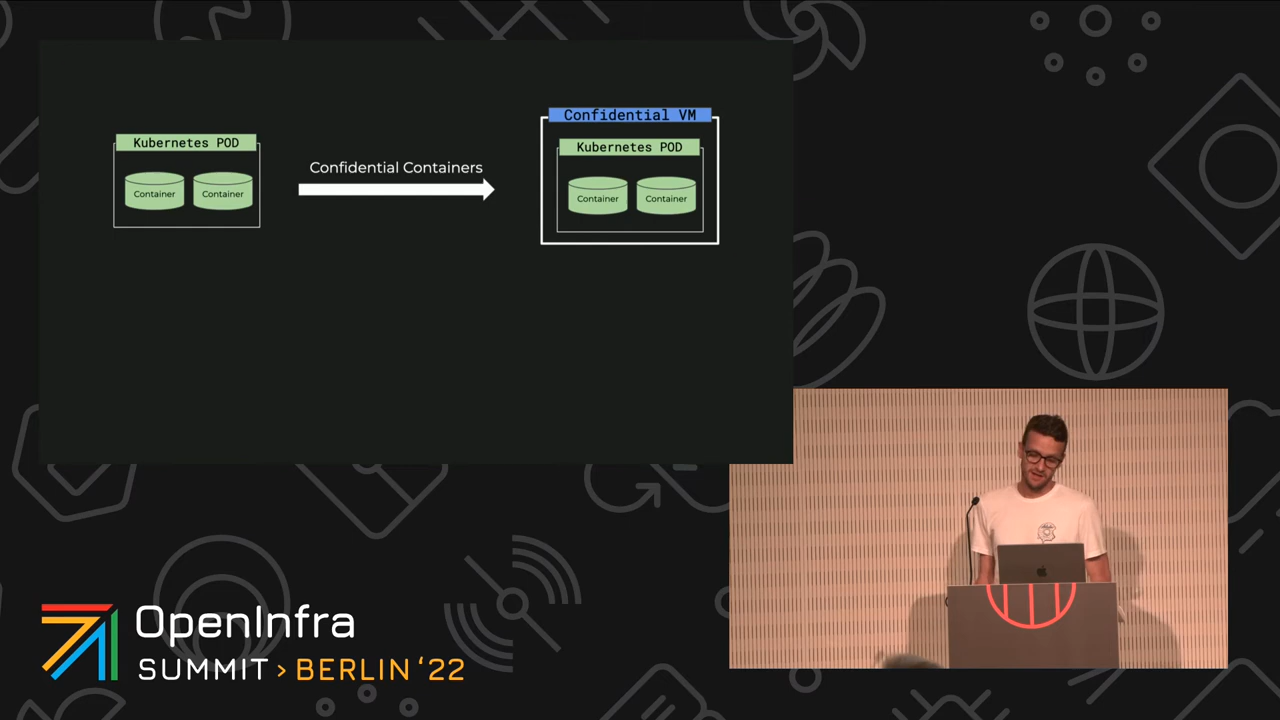 Confidential VM
Kubernetes POD
Kubernetes POD
Confidential Containers
Container Container
Container Container
OpenInfra
SUMMIT > BERLIN '22